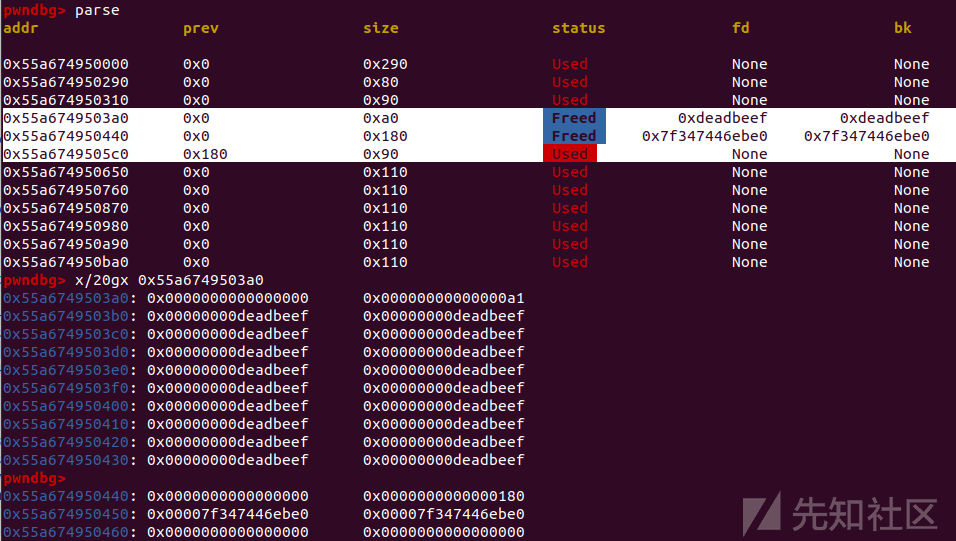 pwndbg> parse
addr prev size status fd bk
0x55a674950000 0x0 0x290 Used None None
0x55a674950290 0x0 0x80 Used None None
0x55a674950310 0x0 0x90 Used None None
0x55a6749503a0 0x0 0xa0 Freed 0xdeadbeef 0xdeadbeef
0x55a674950440 0x0 0x180 Freed 0x7f347446ebe0 0x7f347446ebe0
0x55a6749505c0 0x180 0x90 Used None None
0x55a674950650 0x0 0x110 Used None None
0x55a674950760 0x0 0x110 Used None None
0x55a674950870 0x0 0x110 Used None None
0x55a674950980 0x0 0x110 Used None None
0x55a674950a90 0x0 0x110 Used None None
0x55a674950ba0 0x0 0x110 Used None None
pwndbg> x/20gx 0x55a6749503a0
0x55a6749503a0: 0x0000000000000000 0x00000000000000a1
0x55a6749503b0: 0x00000000deadbeef 0x00000000deadbeef
0x55a6749503c0: 0x00000000deadbeef 0x00000000deadbeef
0x55a6749503d0: 0x00000000deadbeef 0x00000000deadbeef
0x55a6749503e0: 0x00000000deadbeef 0x00000000deadbeef
0x55a6749503f0: 0x00000000deadbeef 0x00000000deadbeef
0x55a674950400: 0x00000000deadbeef 0x00000000deadbeef
0x55a674950410: 0x00000000deadbeef 0x00000000deadbeef
0x55a674950420: 0x00000000deadbeef 0x00000000deadbeef
0x55a674950430: 0x00000000deadbeef 0x00000000deadbeef
pwndbg>
0x55a674950440: 0x0000000000000000 0x0000000000000180
0x55a674950450: 0x00007f347446ebe0 0x00007f347446ebe0
0x55a674950460: 0x0000000000000000 0x0000000000000000
先知社区